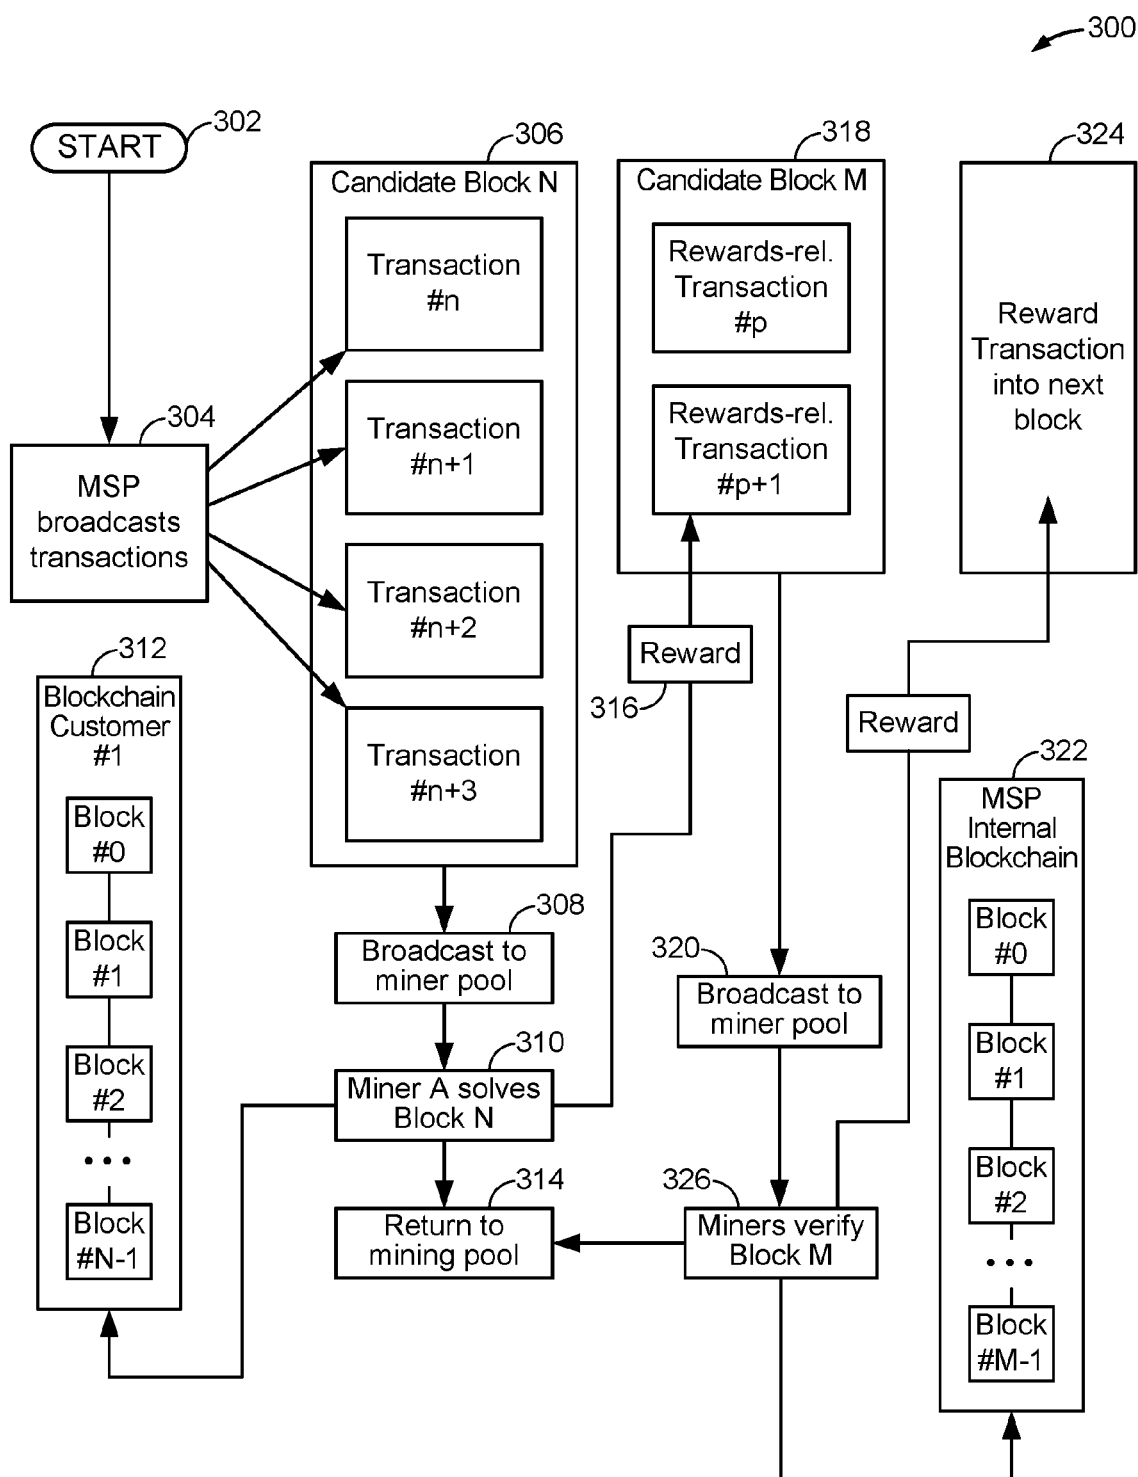 300
302
START
304
MSP
broadcasts
transactions
306
Candidate Block N
Transaction
#n
Transaction
#n+1
Transaction
#n+2
Transaction
#n+3
318
Candidate Block M
Rewards-rel.
Transaction
#p
Rewards-rel.
Transaction
#p+1
324
Reward
Transaction
into next
block
312
Blockchain
Customer
#1
Block
#0
Block
#1
Block
#2
• • •
Block
#N-1
308
Broadcast to
miner pool
310
Miner A solves
Block N
314
Return to
mining pool
Reward
316
320
Broadcast to
miner pool
326
Miners verify
Block M
Reward
322
MSP
Internal
Blockchain
Block
#0
Block
#1
Block
#2
• • •
Block
#M-1